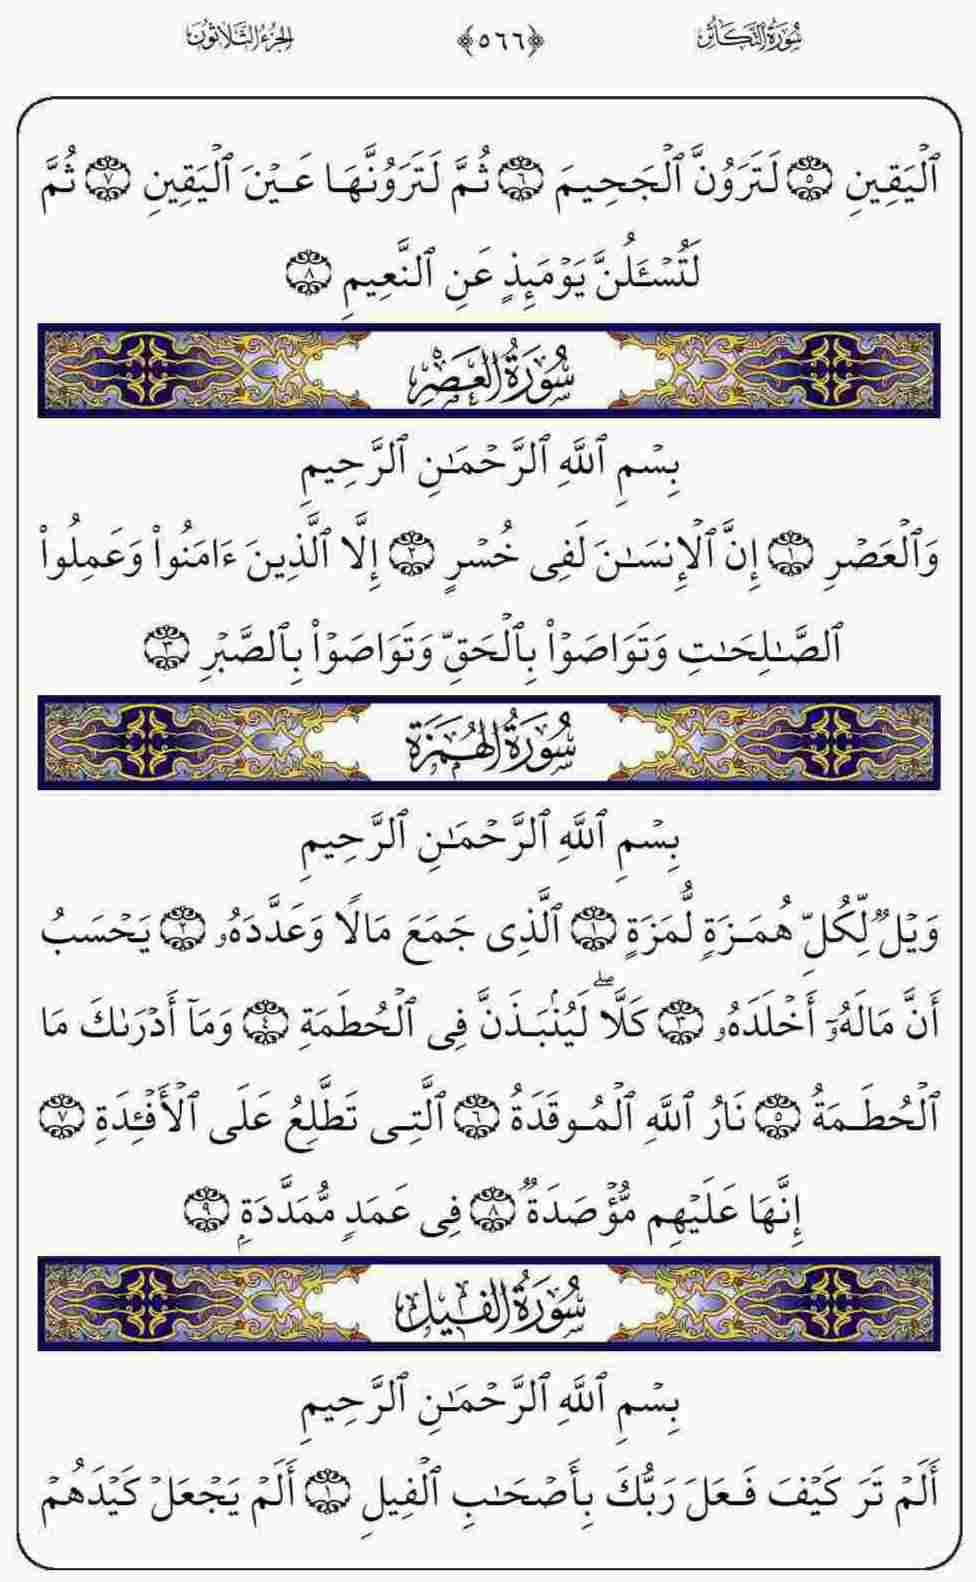 سُورَةُ التَّكَاثُر ﴿٥٦٦﴾ الجُزءُ الثَّلَاثُونَ
ٱلْيَقِينِ ٥ لَتَرَوُنَّ ٱلْجَحِيمَ ٦ ثُمَّ لَتَرَوُنَّهَا عَيْنَ ٱلْيَقِينِ ٧ ثُمَّ
لَتُسْـَٔلُنَّ يَوْمَئِذٍ عَنِ ٱلنَّعِيمِ ٨
سُورَةُ العَصْرِ
بِسْمِ ٱللَّهِ ٱلرَّحْمَـٰنِ ٱلرَّحِيمِ
وَٱلْعَصْرِ ١ إِنَّ ٱلْإِنسَـٰنَ لَفِى خُسْرٍ ٢ إِلَّا ٱلَّذِينَ ءَامَنُوا۟ وَعَمِلُوا۟
ٱلصَّـٰلِحَـٰتِ وَتَوَاصَوْا۟ بِٱلْحَقِّ وَتَوَاصَوْا۟ بِٱلصَّبْرِ ٣
سُورَةُ الهُمَزَةِ
بِسْمِ ٱللَّهِ ٱلرَّحْمَـٰنِ ٱلرَّحِيمِ
وَيْلٌ لِّكُلِّ هُمَزَةٍ لُّمَزَةٍ ١ ٱلَّذِى جَمَعَ مَالًا وَعَدَّدَهُۥ ٢ يَحْسَبُ
أَنَّ مَالَهُۥٓ أَخْلَدَهُۥ ٣ كَلَّا ۖ لَيُنۢبَذَنَّ فِى ٱلْحُطَمَةِ ٤ وَمَآ أَدْرَىٰكَ مَا
ٱلْحُطَمَةُ ٥ نَارُ ٱللَّهِ ٱلْمُوقَدَةُ ٦ ٱلَّتِى تَطَّلِعُ عَلَى ٱلْأَفْـِٔدَةِ ٧
إِنَّهَا عَلَيْهِم مُّؤْصَدَةٌ ٨ فِى عَمَدٍ مُّمَدَّدَةٍۭ ٩
سُورَةُ الفِيلِ
بِسْمِ ٱللَّهِ ٱلرَّحْمَـٰنِ ٱلرَّحِيمِ
أَلَمْ تَرَ كَيْفَ فَعَلَ رَبُّكَ بِأَصْحَـٰبِ ٱلْفِيلِ ١ أَلَمْ يَجْعَلْ كَيْدَهُمْ